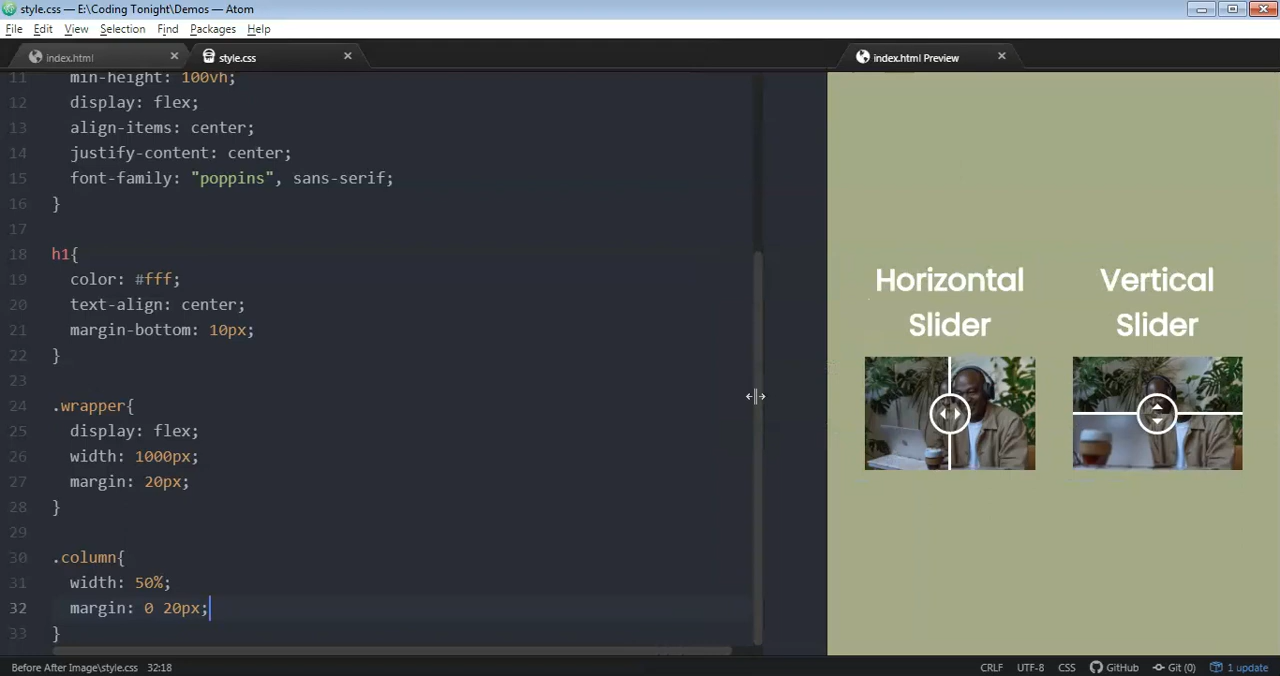 style.css — E:\Coding Tonight\Demos — Atom
File Edit View Selection Find Packages Help
index.html
style.css
index.html Preview
11 min-height: 100vh;
12 display: flex;
13 align-items: center;
14 justify-content: center;
15 font-family: "poppins", sans-serif;
16 }
17
18 h1{
19 color: #fff;
20 text-align: center;
21 margin-bottom: 10px;
22 }
23
24 .wrapper{
25 display: flex;
26 width: 1000px;
27 margin: 20px;
28 }
29
30 .column{
31 width: 50%;
32 margin: 0 20px;
33 }
Horizontal
Slider
Vertical
Slider
Before After Image\style.css 32:18
CRLF UTF-8 CSS GitHub Git (0) 1 update